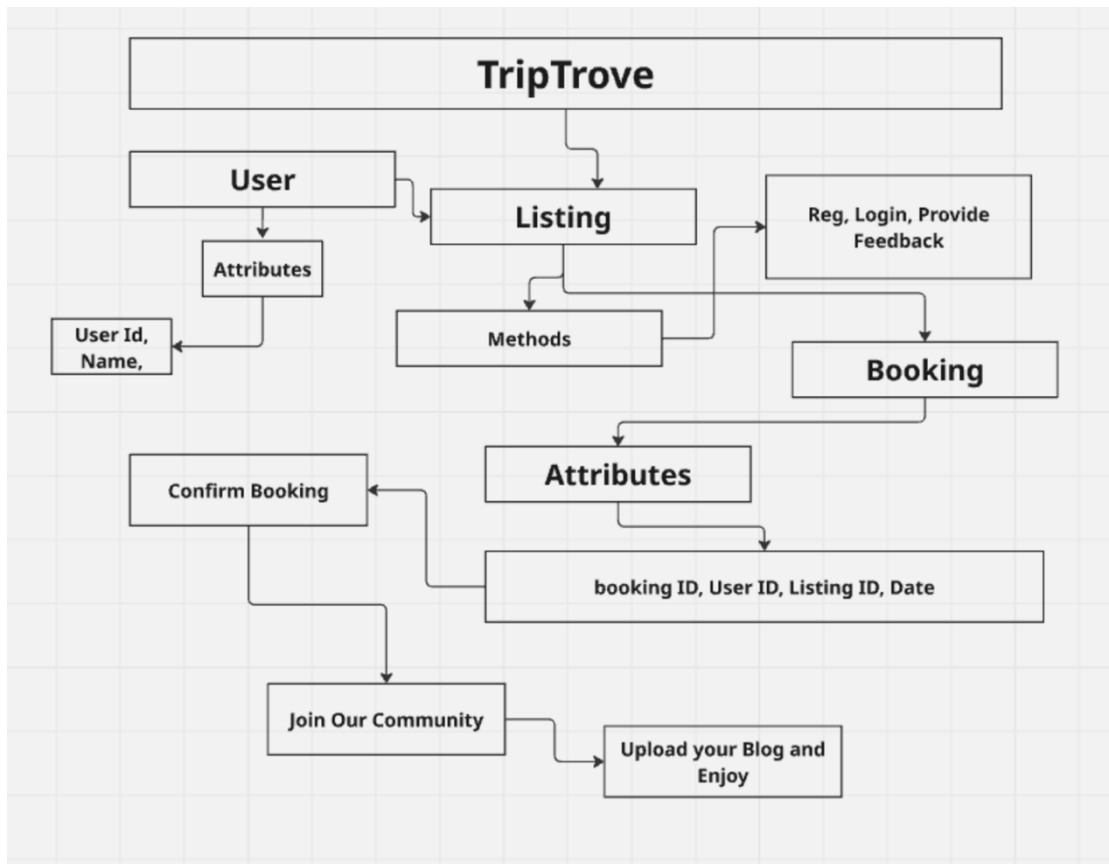 TripTrove
User
Listing
Reg, Login, Provide
Feedback
Attributes
User Id,
Name,
Methods
Booking
Attributes
Confirm Booking
booking ID, User ID, Listing ID, Date
Join Our Community
Upload your Blog and
Enjoy